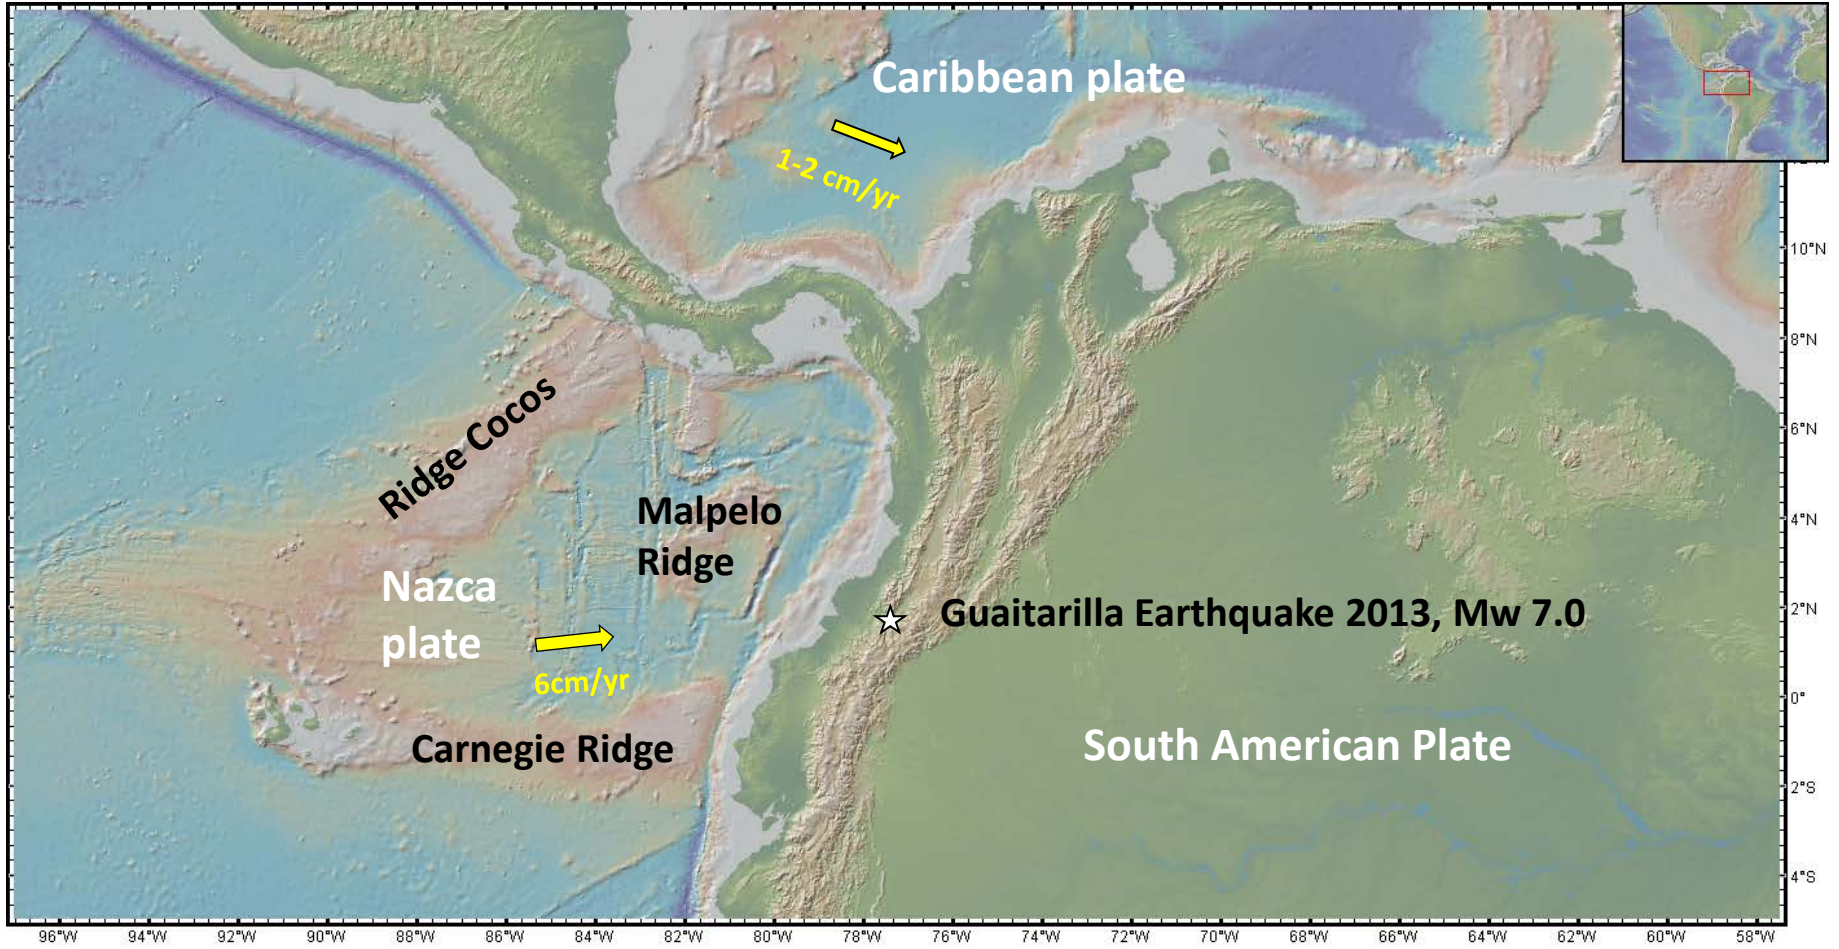 Caribbean plate
1-2 cm/yr
10°N
8°N
Ridge Cocos
6°N
Malpelo
Ridge
4°N
Nazca
plate
Guaitarilla Earthquake 2013, Mw 7.0
2°N
6cm/yr
0°
Carnegie Ridge
South American Plate
2°S
4°S
96°W 94°W 92°W 90°W 88°W 86°W 84°W 82°W 80°W 78°W 76°W 74°W 72°W 70°W 68°W 66°W 64°W 62°W 60°W 58°W